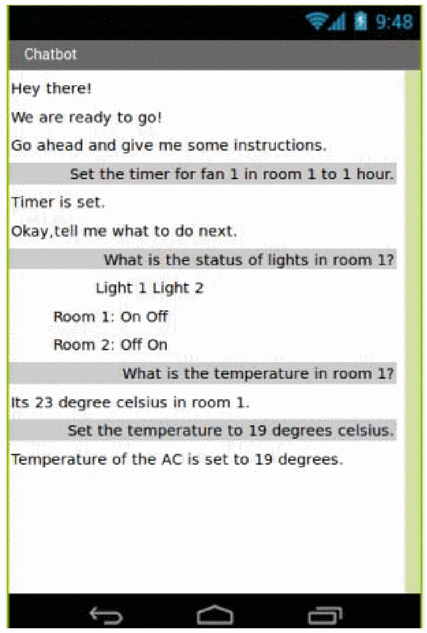 9:48
Chatbot
Hey there!
We are ready to go!
Go ahead and give me some instructions.
Set the timer for fan 1 in room 1 to 1 hour.
Timer is set.
Okay,tell me what to do next.
What is the status of lights in room 1?
Light 1 Light 2
Room 1: On Off
Room 2: Off On
What is the temperature in room 1?
Its 23 degree celsius in room 1.
Set the temperature to 19 degrees celsius.
Temperature of the AC is set to 19 degrees.